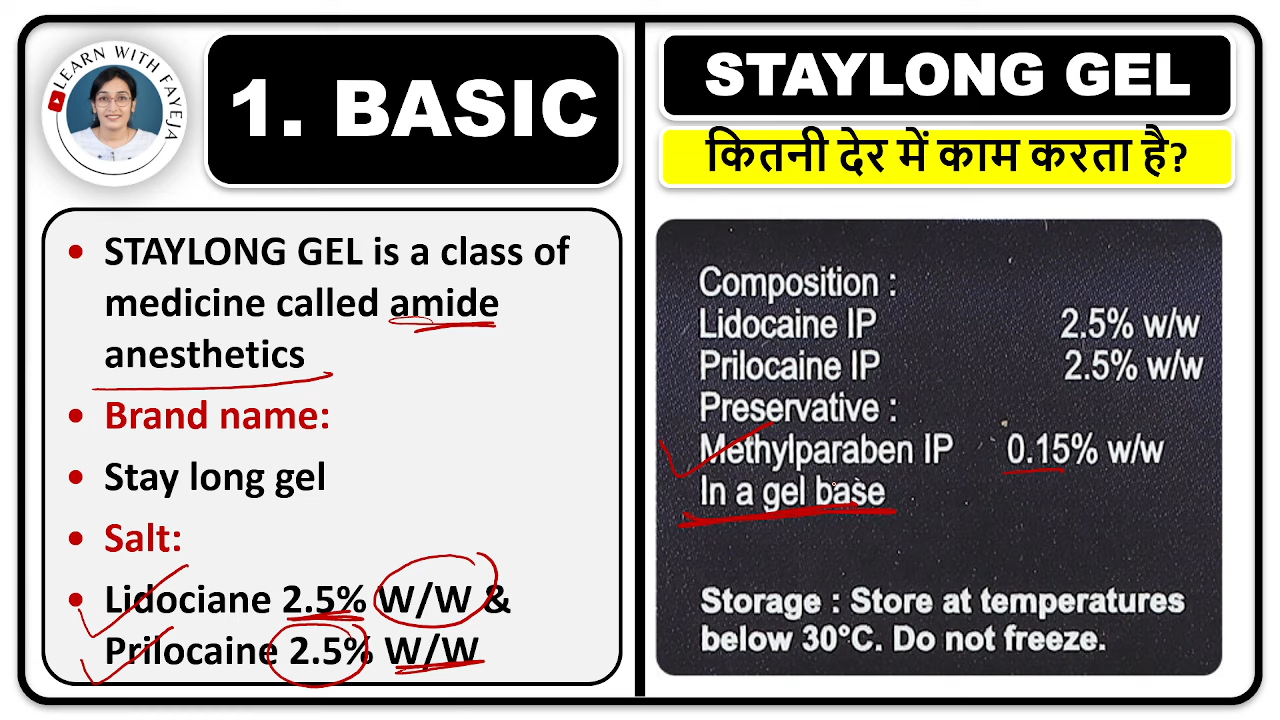 LEARN WITH FAYEJA
1. BASIC
• STAYLONG GEL is a class of
medicine called amide
anesthetics
• Brand name:
• Stay long gel
• Salt:
• Lidociane 2.5% W/W &
Prilocaine 2.5% W/W
STAYLONG GEL
कितनी देर में काम करता है?
Composition :
Lidocaine IP 2.5% w/w
Prilocaine IP 2.5% w/w
Preservative :
Methylparaben IP 0.15% w/w
In a gel base
Storage : Store at temperatures
below 30°C. Do not freeze.